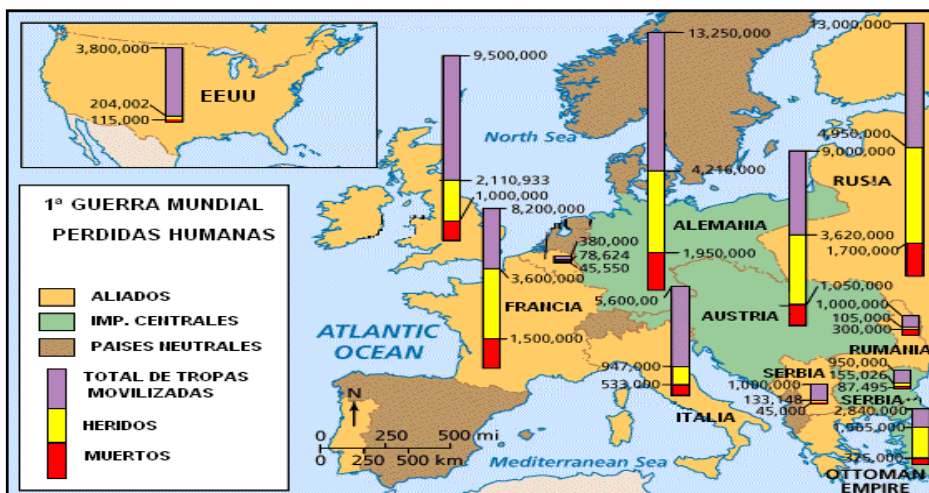 3,800,000
204,002
115,000
EEUU
1ª GUERRA MUNDIAL
PERDIDAS HUMANAS
ALIADOS
IMP. CENTRALES
PAISES NEUTRALES
TOTAL DE TROPAS
MOVILIZADAS
HERIDOS
MUERTOS
9,500,000
2,110,933
1,000,000
North Sea
13,250,000
4,216,000
1,950,000
ALEMANIA
13,000,000
4,950,000
1,700,000
RUSIA
9,000,000
3,620,000
1,050,000
AUSTRIA
8,200,000
3,600,000
1,500,000
FRANCIA
380,000
78,624
45,550
5,600,00
947,000
533,000
ITALIA
1,000,000
105,000
300,000
RUMANIA
SERBIA
1,000,000
133,148
45,000
950,000
155,026
87,495
SERBIA
2,840,000
325,000
OTTOMAN
EMPIRE
ATLANTIC
OCEAN
N
0 250 500 mi
0 250 500 km
Mediterranean Sea